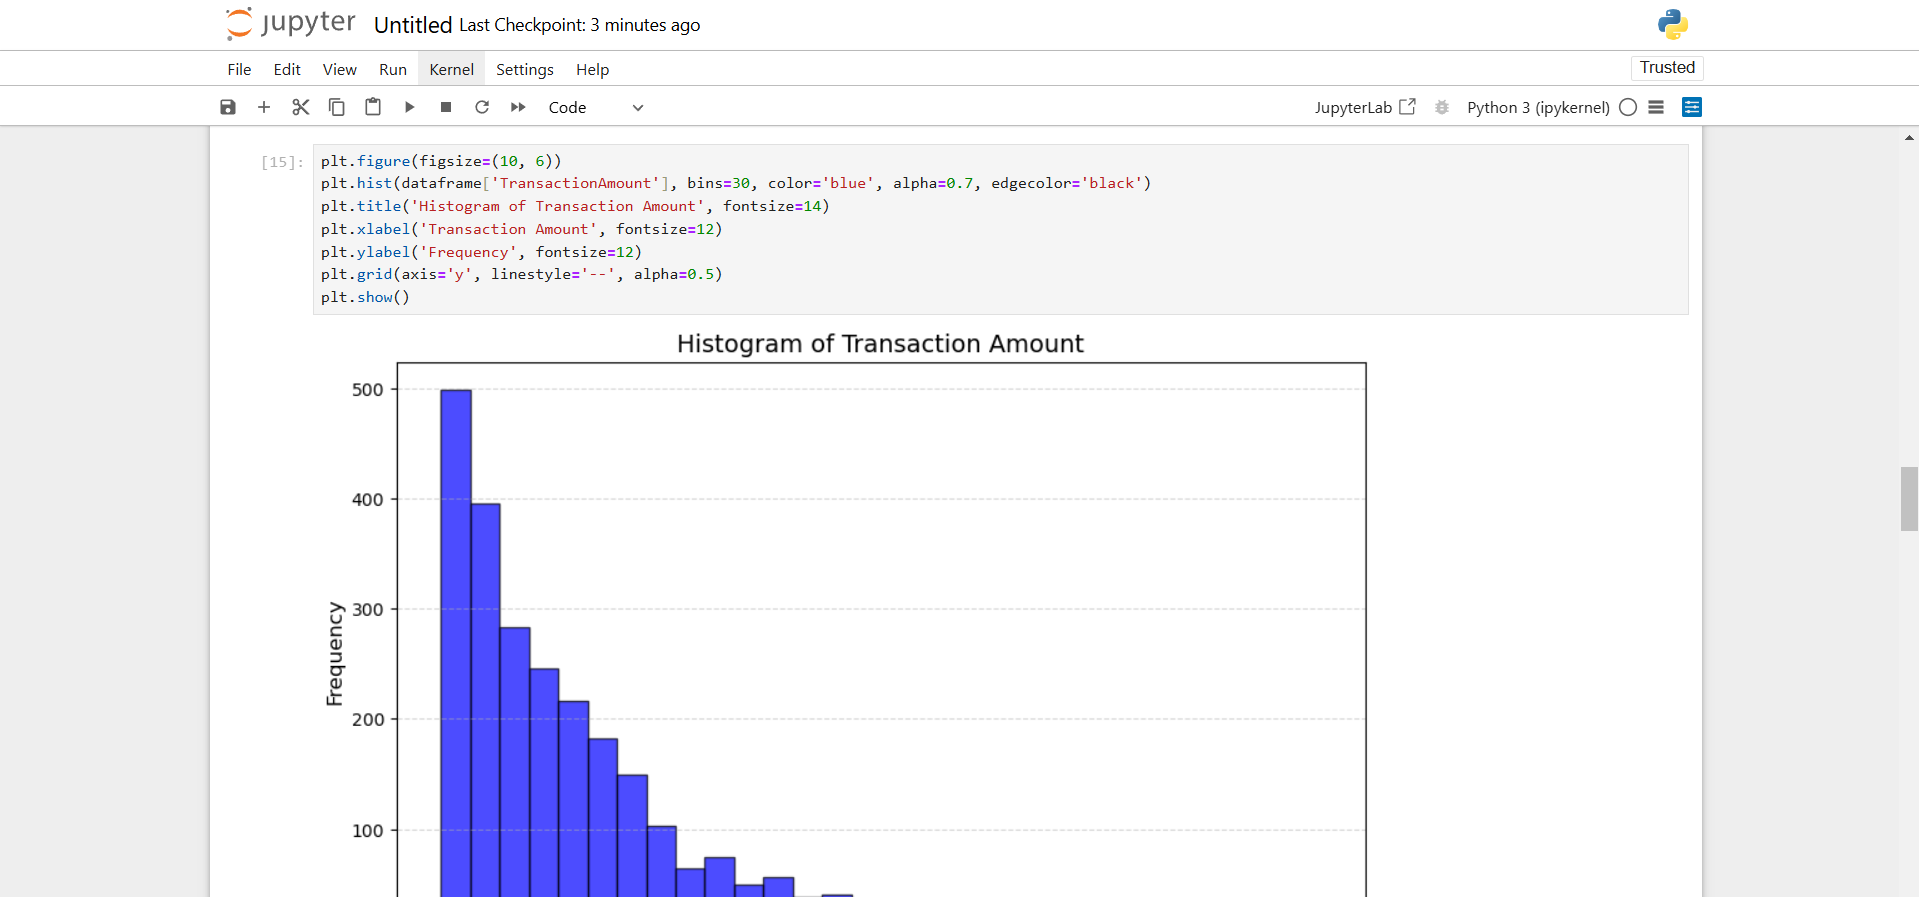 jupyter Untitled Last Checkpoint: 3 minutes ago
File Edit View Run Kernel Settings Help Trusted
Code JupyterLab Python 3 (ipykernel)
[15]: plt.figure(figsize=(10, 6))
plt.hist(dataframe['TransactionAmount'], bins=30, color='blue', alpha=0.7, edgecolor='black')
plt.title('Histogram of Transaction Amount', fontsize=14)
plt.xlabel('Transaction Amount', fontsize=12)
plt.ylabel('Frequency', fontsize=12)
plt.grid(axis='y', linestyle='--', alpha=0.5)
plt.show()
Histogram of Transaction Amount
500
400
300
200
100
Frequency